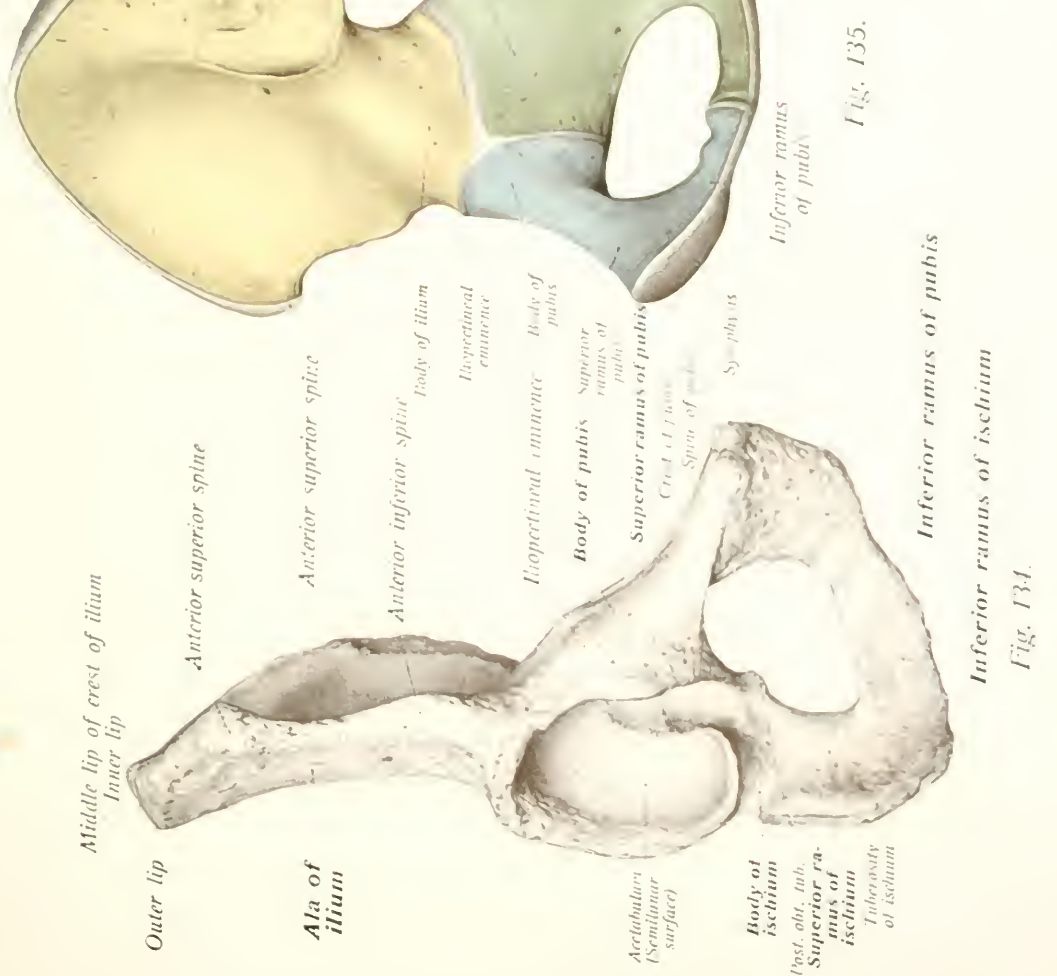 Middle lip of crest of ilium
Inner lip
Outer lip
Anterior superior spine
Ala of
ilium
Anterior superior spine
Anterior inferior spine
Body of ilium
Iliopectineal
eminence
Iliopectineal eminence
Body of
pubis
Body of pubis
Superior
ramus of
pubis
Superior ramus of pubis
Spine of
Symphysis
Acetabulum
(Semilunar
surface)
Body of
ischium
Post. obt. tub.
Superior ra-
mus of
ischium
Tuberosity
of ischium
Inferior ramus
of pubis
Fig. 135.
Inferior ramus of pubis
Inferior ramus of ischium
Fig. 134.